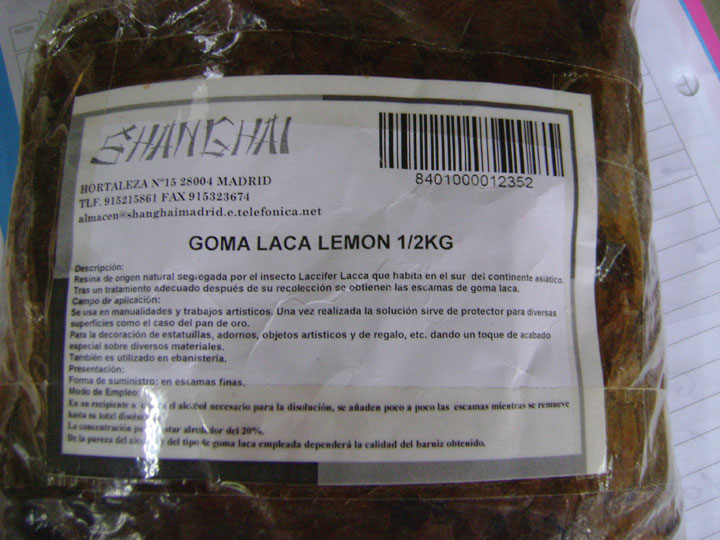 SHANGHAI
HORTALEZA Nº15 28004 MADRID
TLF. 915215861 FAX 915323674
almacen@shanghaimadrid.e.telefonica.net
8401000012352
GOMA LACA LEMON 1/2KG
Descripción:
Resina de origen natural segregada por el insecto Laccifer Lacca que habita en el sur del continente asiático.
Tras un tratamiento adecuado después de su recolección se obtienen las escamas de goma laca.
Campo de aplicación:
Se usa en manualidades y trabajos artísticos. Una vez realizada la solución sirve de protector para diversas
superficies como el caso del pan de oro.
Para la decoración de estatuillas, adornos, objetos artísticos y de regalo, etc. dando un toque de acabado
especial sobre diversos materiales.
También es utilizado en ebanistería.
Presentación:
Forma de suministro: en escamas finas.
Modo de Empleo:
En un recipiente el alcohol necesario para la disolución, se añaden poco a poco las escamas mientras se remueve
hasta su total
La concentración alrededor del 20%.
De la pureza del y del tipo de goma laca empleada dependerá la calidad del barniz obtenido.